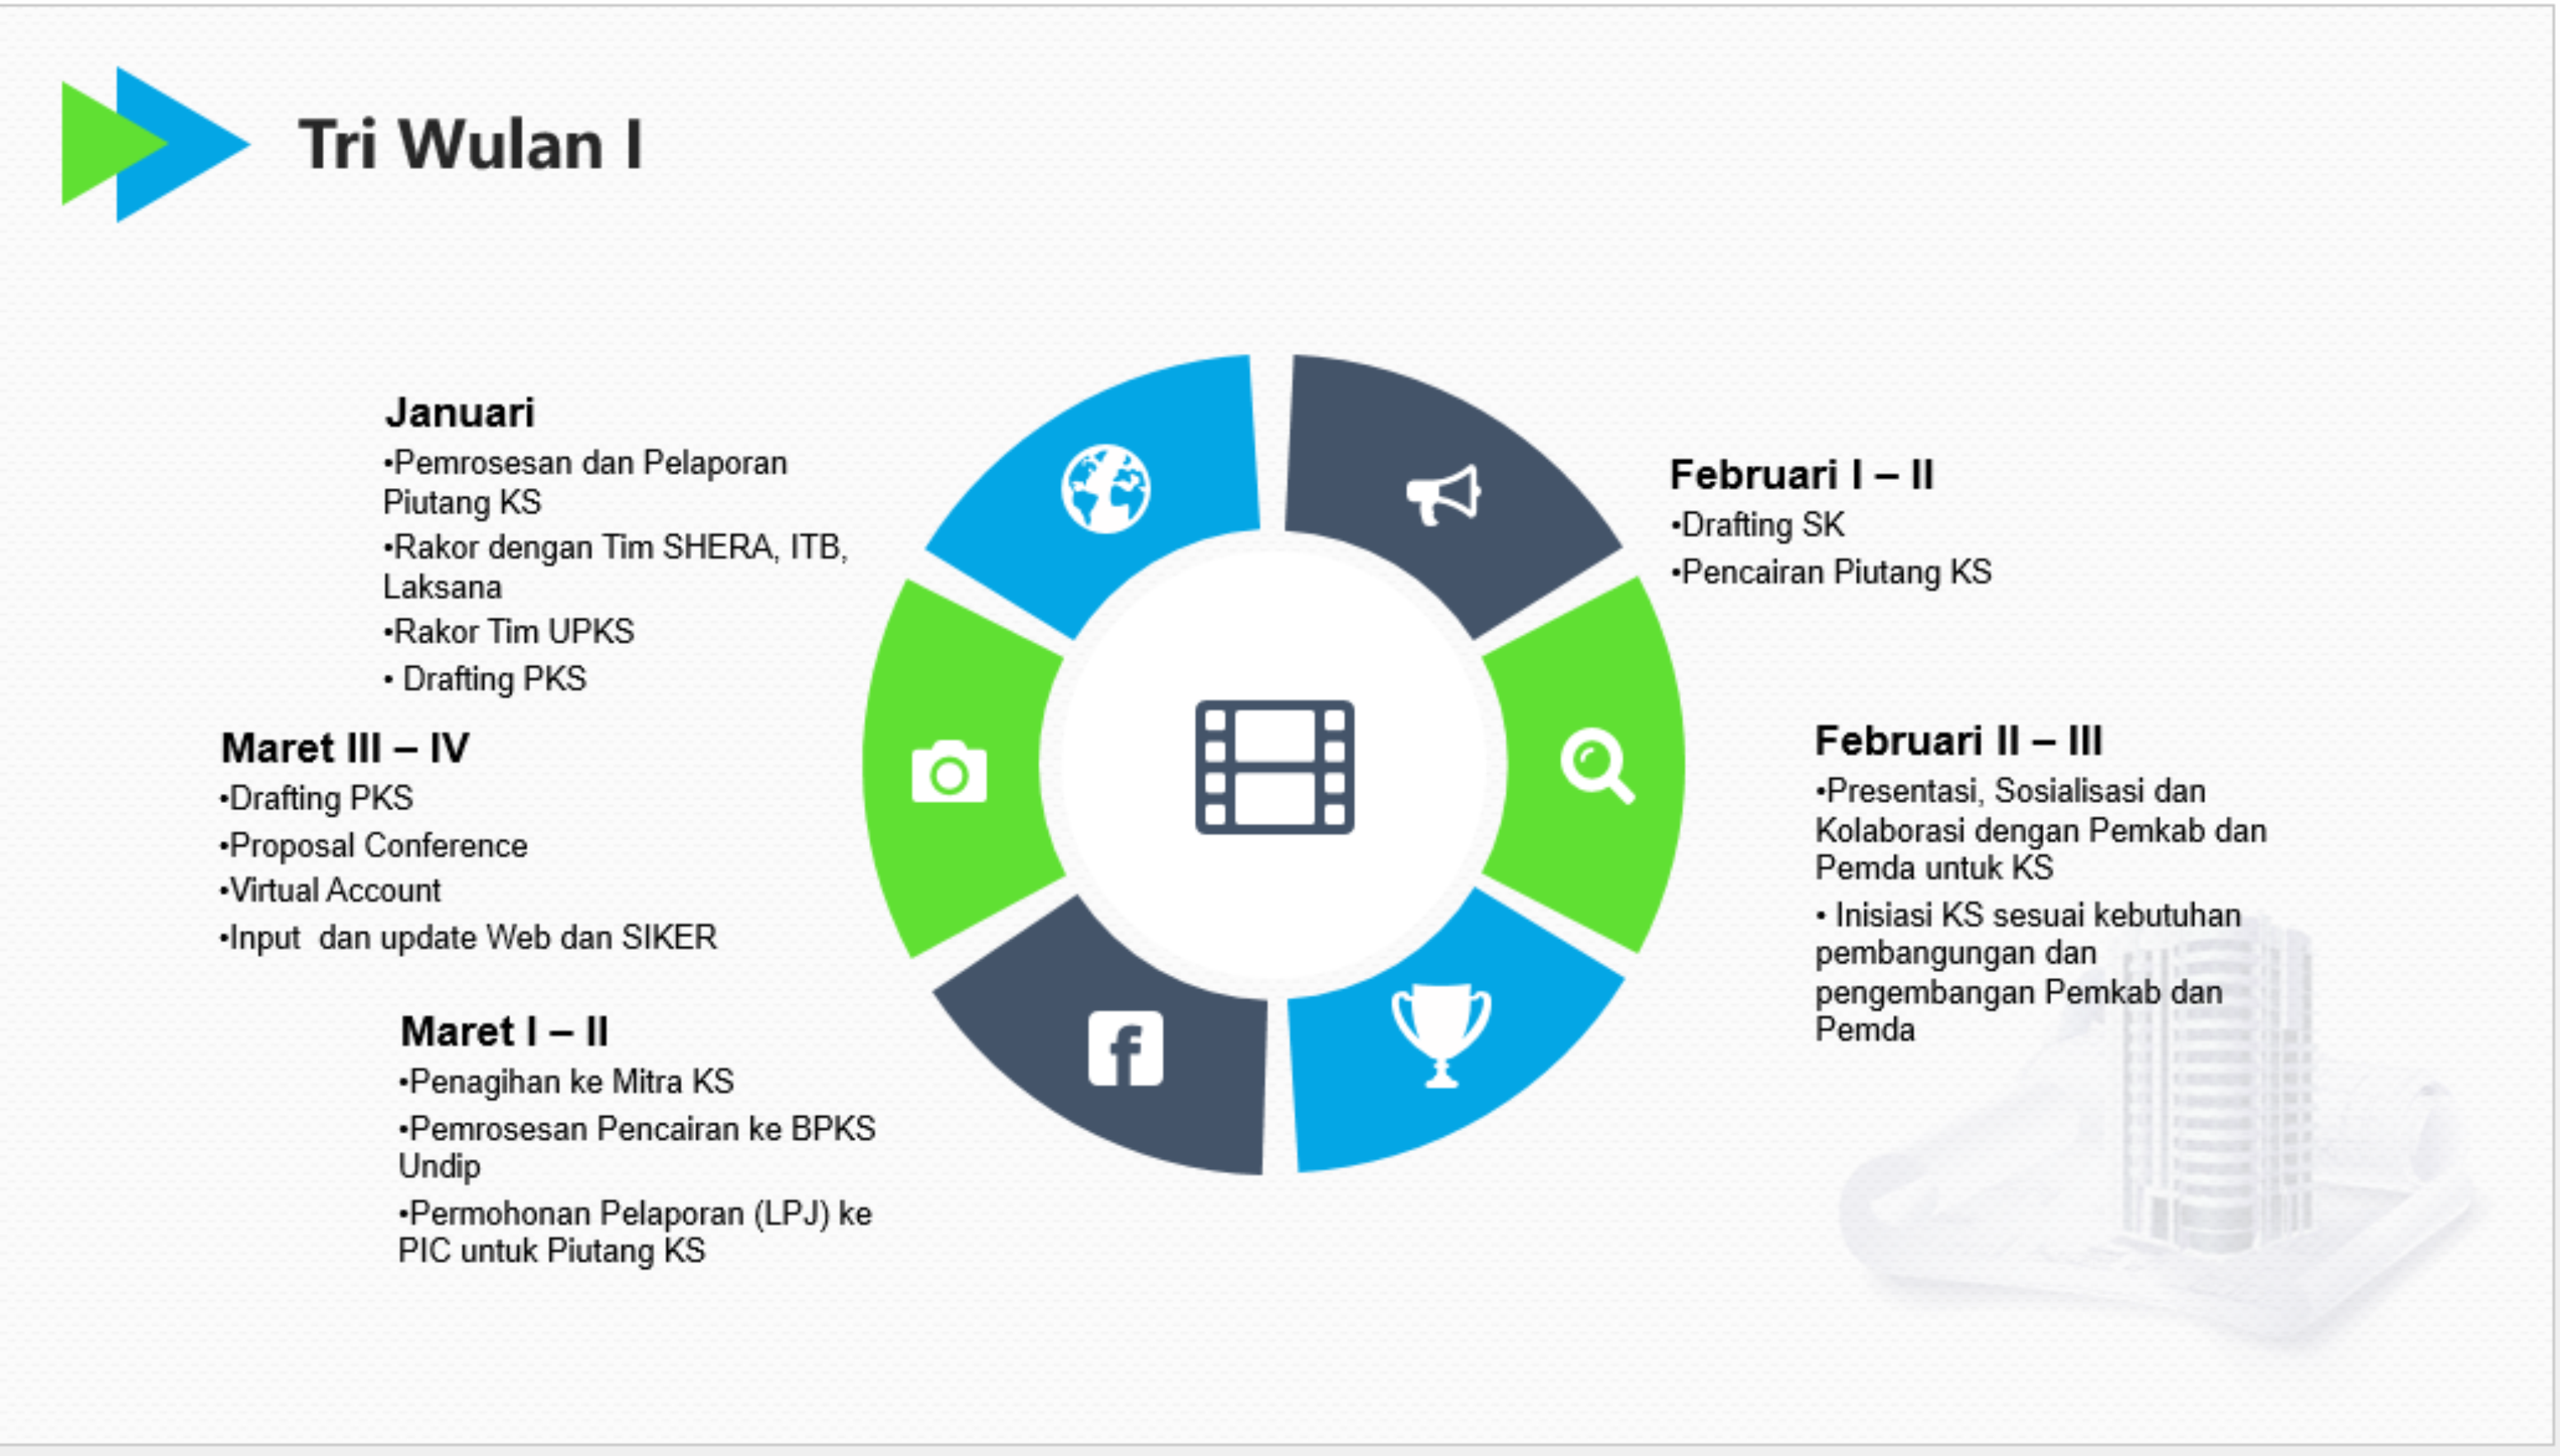 Tri Wulan I
Januari
•Pemrosesan dan Pelaporan
Piutang KS
•Rakor dengan Tim SHERA, ITB,
Laksana
•Rakor Tim UPKS
• Drafting PKS
Februari I – II
•Drafting SK
•Pencairan Piutang KS
Februari II – III
•Presentasi, Sosialisasi dan
Kolaborasi dengan Pemkab dan
Pemda untuk KS
• Inisiasi KS sesuai kebutuhan
pembangungan dan
pengembangan Pemkab dan
Pemda
Maret I – II
•Penagihan ke Mitra KS
•Pemrosesan Pencairan ke BPKS
Undip
•Permohonan Pelaporan (LPJ) ke
PIC untuk Piutang KS
Maret III – IV
•Drafting PKS
•Proposal Conference
•Virtual Account
•Input  dan update Web dan SIKER